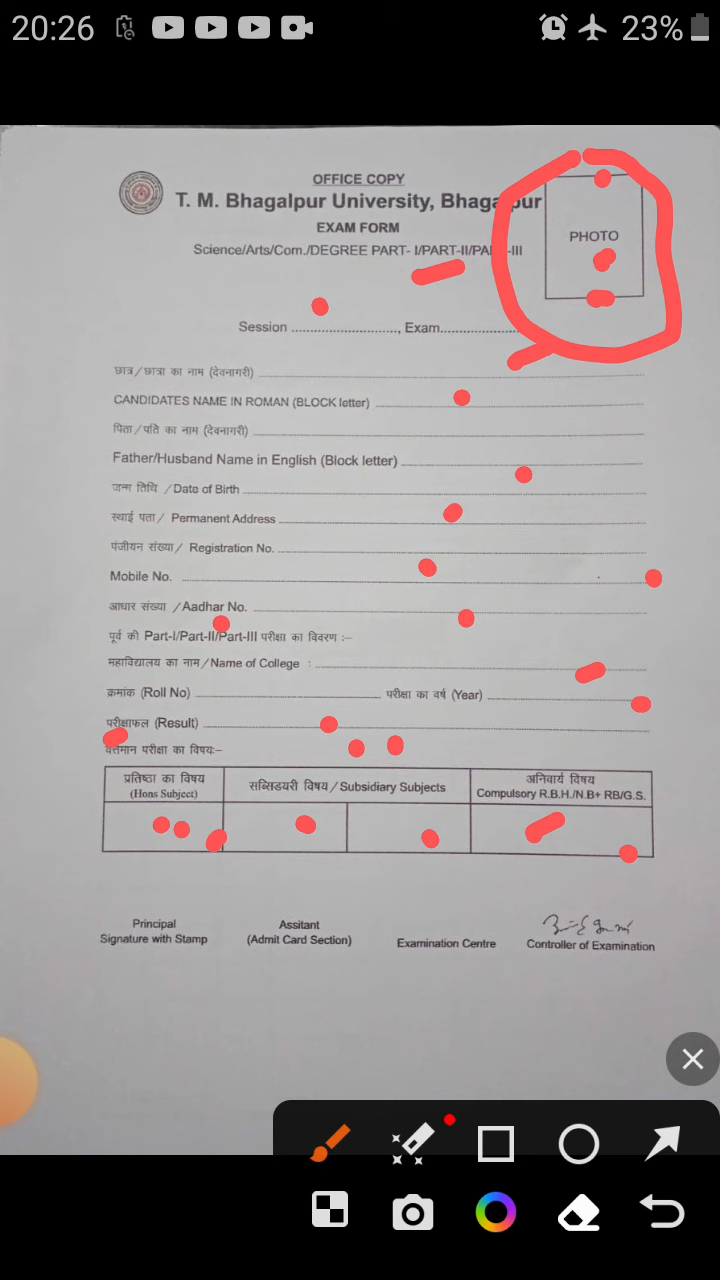 20:26 23%
OFFICE COPY
T. M. Bhagalpur University, Bhagalpur
EXAM FORM
Science/Arts/Com./DEGREE PART- I/PART-II/PART-III
PHOTO
Session ..............................., Exam......................
छात्र/छात्रा का नाम (देवनागरी)
CANDIDATES NAME IN ROMAN (BLOCK letter)
पिता/पति का नाम (देवनागरी)
Father/Husband Name in English (Block letter)
जन्म तिथि /Date of Birth
स्थाई पता/ Permanent Address
पंजीयन संख्या/ Registration No.
Mobile No.
आधार संख्या /Aadhar No.
पूर्व की Part-I/Part-II/Part-III परीक्षा का विवरण :–
महाविद्यालय का नाम/Name of College :
क्रमांक (Roll No) परीक्षा का वर्ष (Year)
परीक्षाफल (Result)
वर्त्तमान परीक्षा का विषयः–
प्रतिष्ठा का विषय
(Hons Subject)
सब्सिडयरी विषय/Subsidiary Subjects
अनिवार्य विषय
Compulsory R.B.H./N.B+ RB/G.S.
Principal
Signature with Stamp
Assitant
(Admit Card Section)
Examination Centre
Controller of Examination